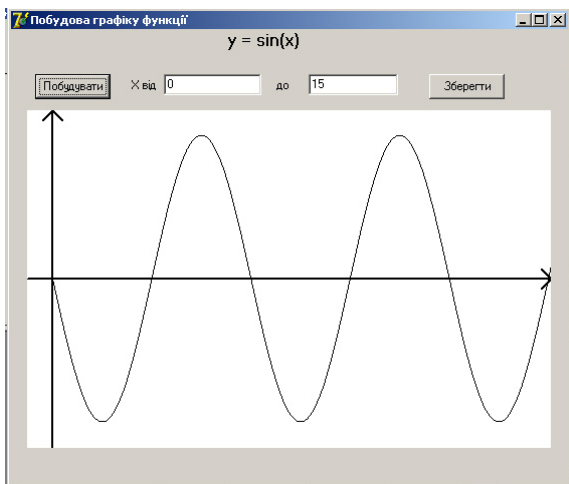 Побудова графіку функції
y = sin(x)
Побудувати X від 0 до 15 Зберегти